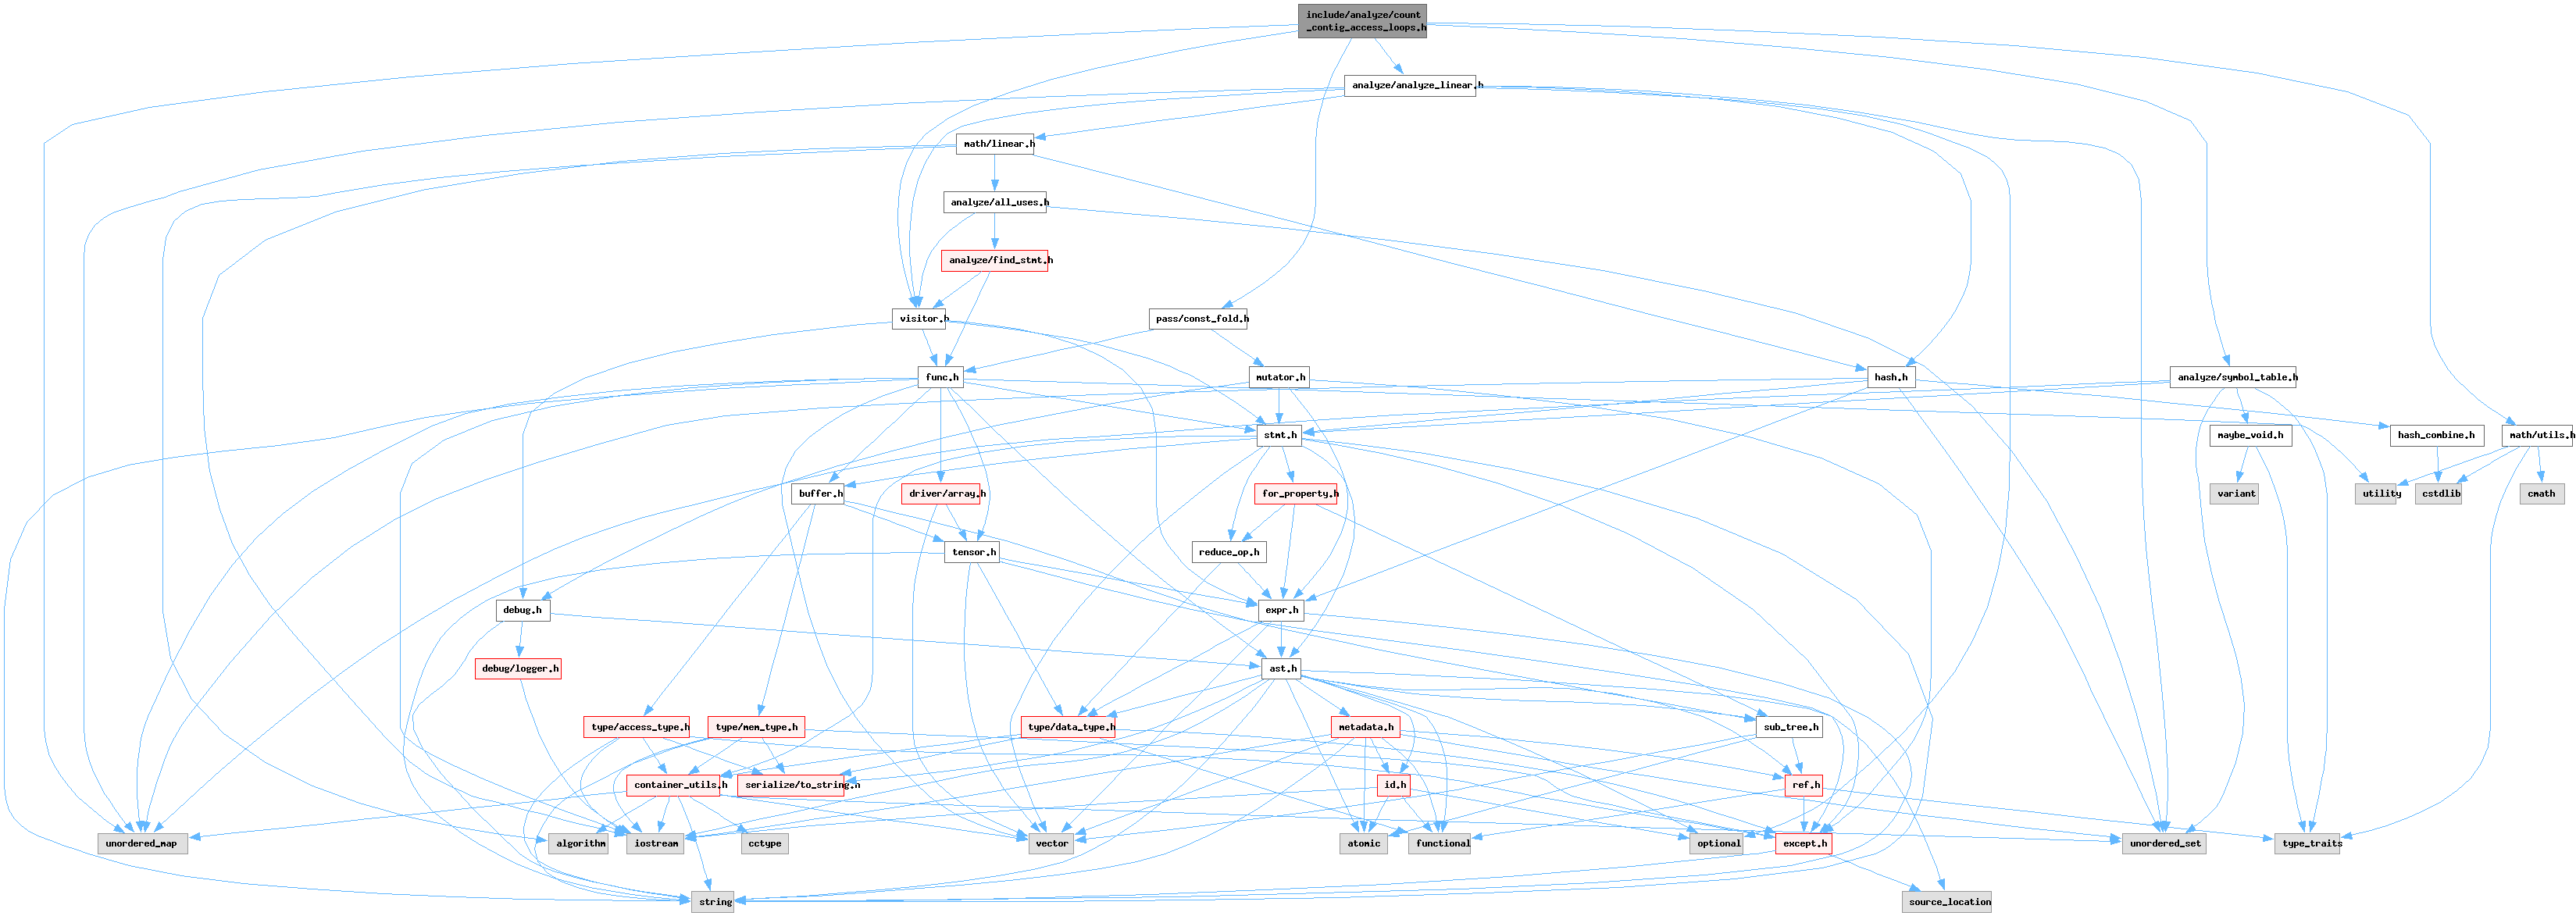 include/analyze/count
_contig_access_loops.h
analyze/analyze_linear.h
math/linear.h
analyze/all_uses.h
analyze/find_stmt.h
visitor.h
pass/const_fold.h
func.h
mutator.h
hash.h
analyze/symbol_table.h
stmt.h
maybe_void.h
hash_combine.h
math/utils.h
buffer.h
driver/array.h
for_property.h
variant
utility
cstdlib
cmath
tensor.h
reduce_op.h
debug.h
expr.h
debug/logger.h
ast.h
type/access_type.h
type/mem_type.h
type/data_type.h
metadata.h
sub_tree.h
container_utils.h
serialize/to_string.h
id.h
ref.h
unordered_map
algorithm
iostream
cctype
vector
atomic
functional
optional
except.h
unordered_set
type_traits
string
source_location